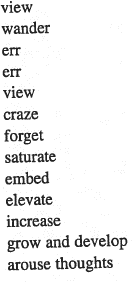 view
wander
err
err
view
craze
forget
saturate
embed
elevate
increase
grow and develop
arouse thoughts